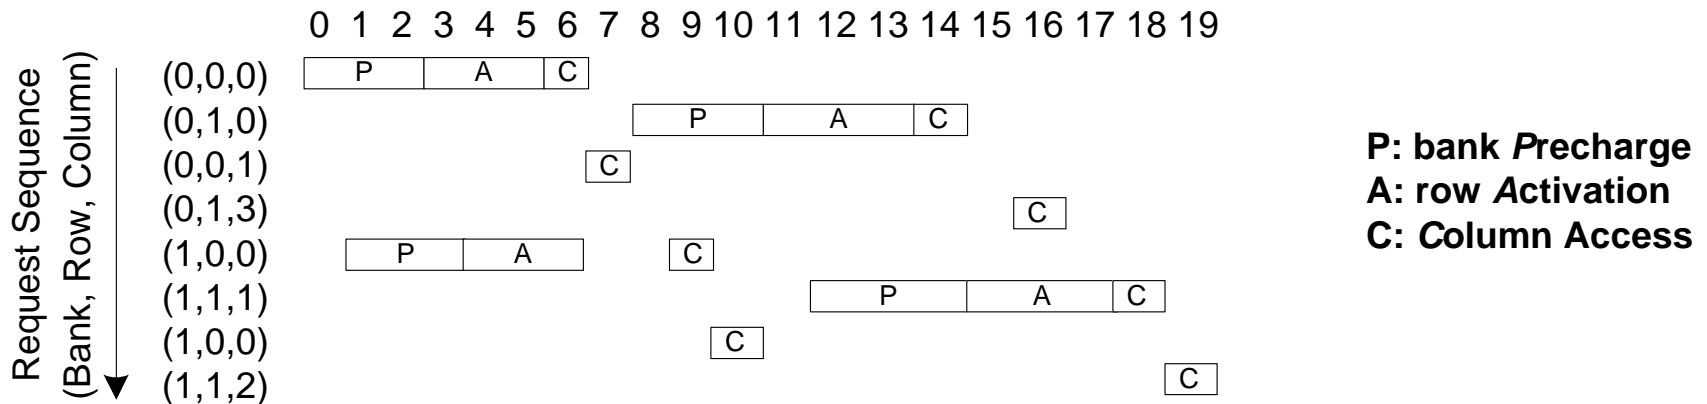 0 1 2 3 4 5 6 7 8 9 10 11 12 13 14 15 16 17 18 19
Request Sequence
(Bank, Row, Column)
(0,0,0) P A C
(0,1,0) P A C
(0,0,1) C
(0,1,3) C
(1,0,0) P A C
(1,1,1) P A C
(1,0,0) C
(1,1,2) C
P: bank Precharge
A: row Activation
C: Column Access